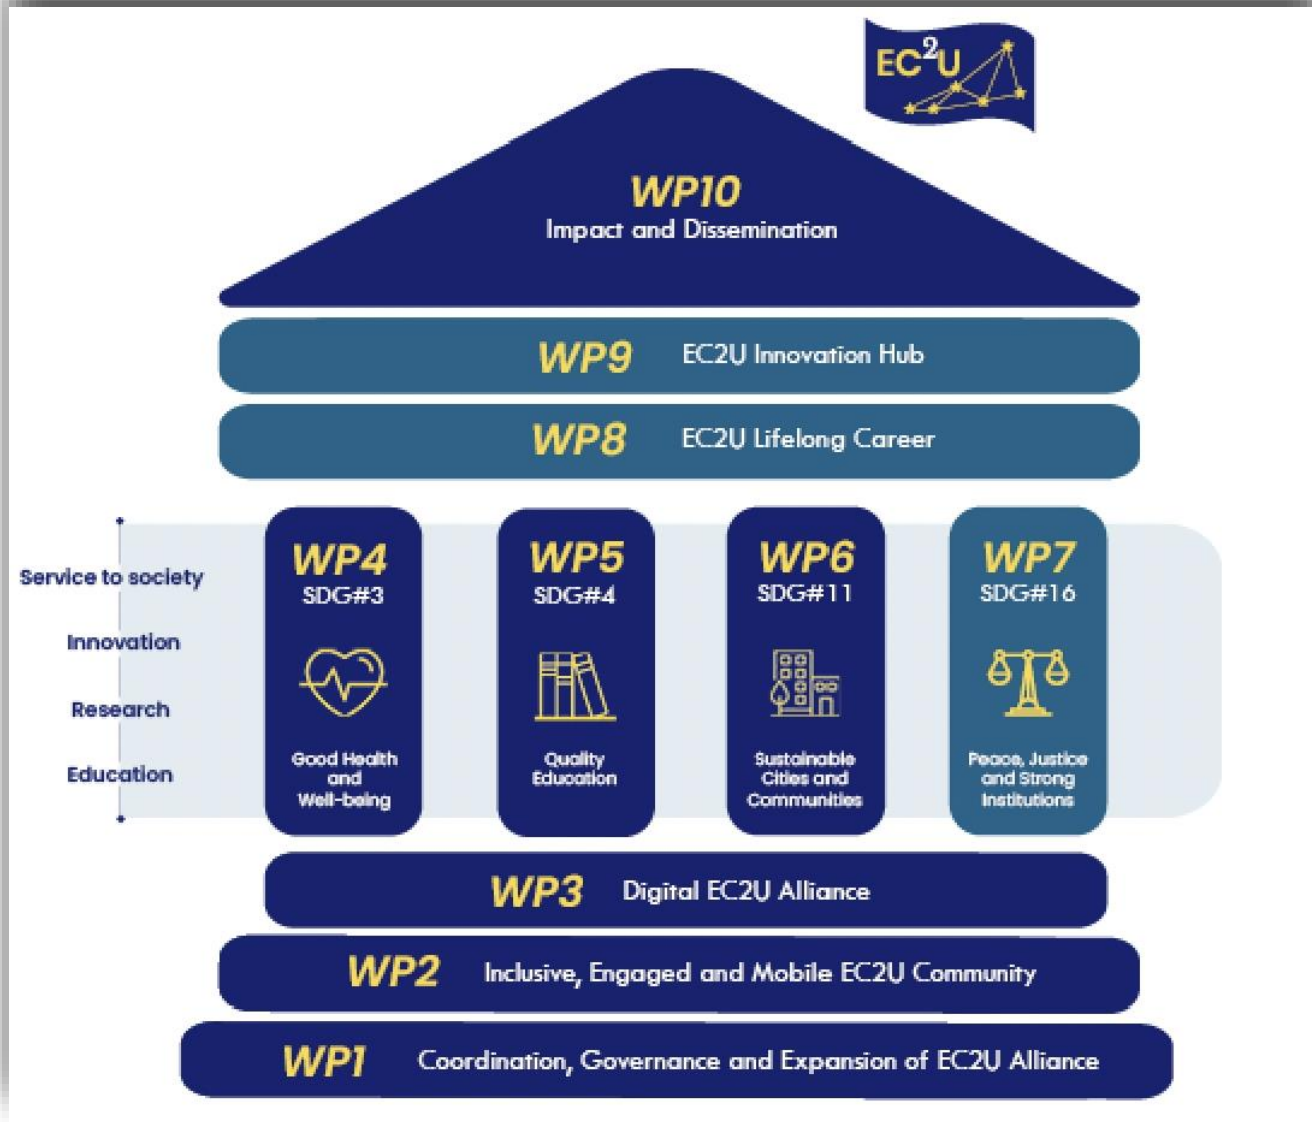 EC²U
WP10
Impact and Dissemination
WP9 EC2U Innovation Hub
WP8 EC2U Lifelong Career
Service to society
Innovation
Research
Education
WP4
SDG#3
Good Health
and
Well-being
WP5
SDG#4
Quality
Education
WP6
SDG#11
Sustainable
Cities and
Communities
WP7
SDG#16
Peace, Justice
and Strong
Institutions
WP3 Digital EC2U Alliance
WP2 Inclusive, Engaged and Mobile EC2U Community
WP1 Coordination, Governance and Expansion of EC2U Alliance